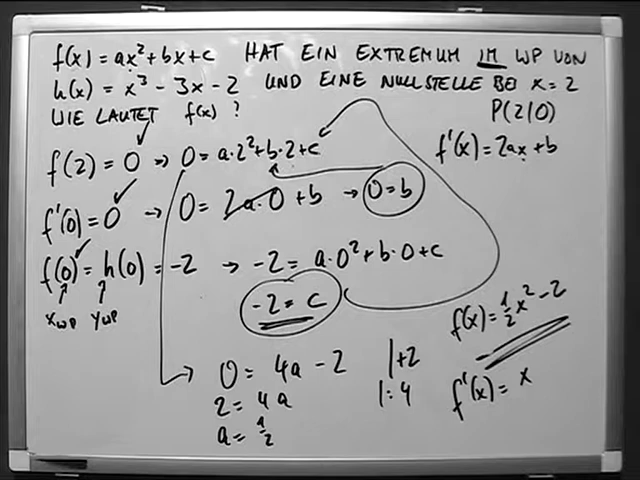 f(x) = ax² + bx + c HAT EIN EXTREMUM IM WP VON
h(x) = x³ - 3x - 2 UND EINE NULLSTELLE BEI x = 2
WIE LAUTET f(x) ? P(2/0)
f'(x) = 2ax + b
f(2) = 0 => 0 = a·2² + b·2 + c
f'(0) = 0 → 0 = 2a·0 + b → 0 = b
f(0) = h(0) = -2 → -2 = a·0² + b·0 + c
xWP yWP
-2 = c
0 = 4a - 2 |+2
2 = 4a |:4
a = 1/2
f(x) = 1/2 x² - 2
f'(x) = x